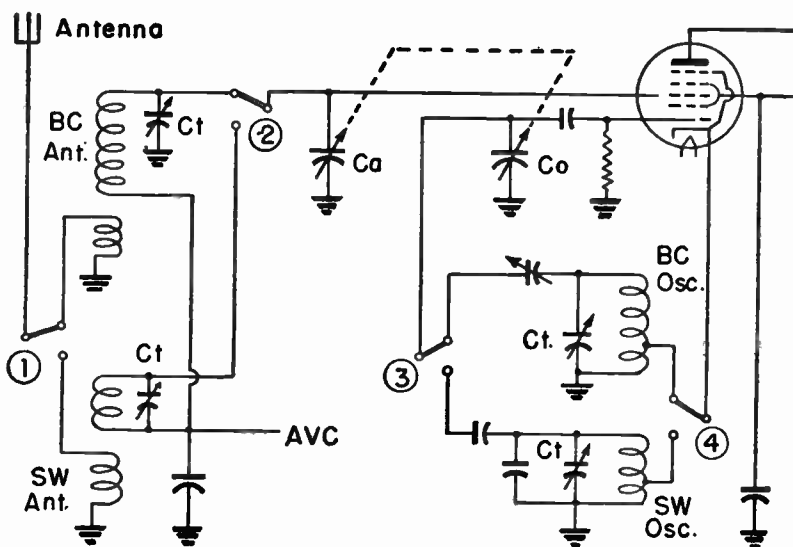 Antenna
BC
Ant.
Ct
②
Ca
Co
BC
Osc.
①
Ct
③
Ct.
④
AVC
SW
Ant.
Ct
SW
Osc.